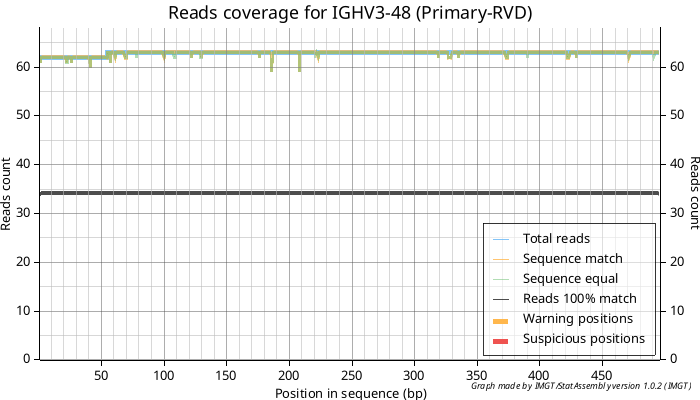 Reads coverage for IGHV3-48 (Primary-RVD)
60
50
40
30
20
10
0
60
50
40
30
20
10
0
Reads count
Reads count
50 100 150 200 250 300 350 400 450
Position in sequence (bp)
Total reads
Sequence match
Sequence equal
Reads 100% match
Warning positions
Suspicious positions
Graph made by IMGT/StatAssembly version 1.0.2 (IMGT)